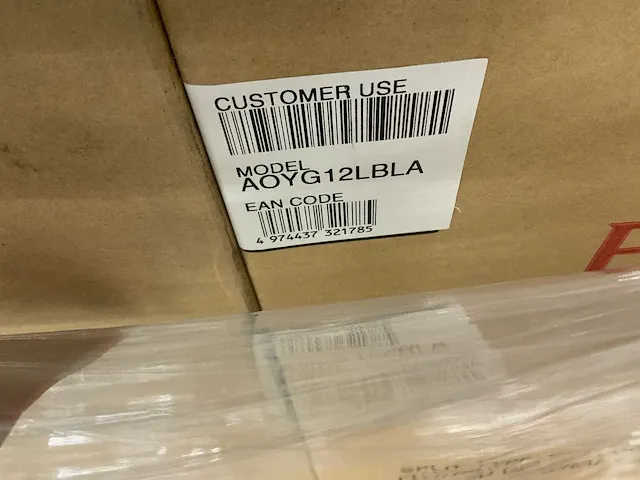 CUSTOMER USE
MODEL
AOYG12LBLA
EAN CODE
4 974437 321785